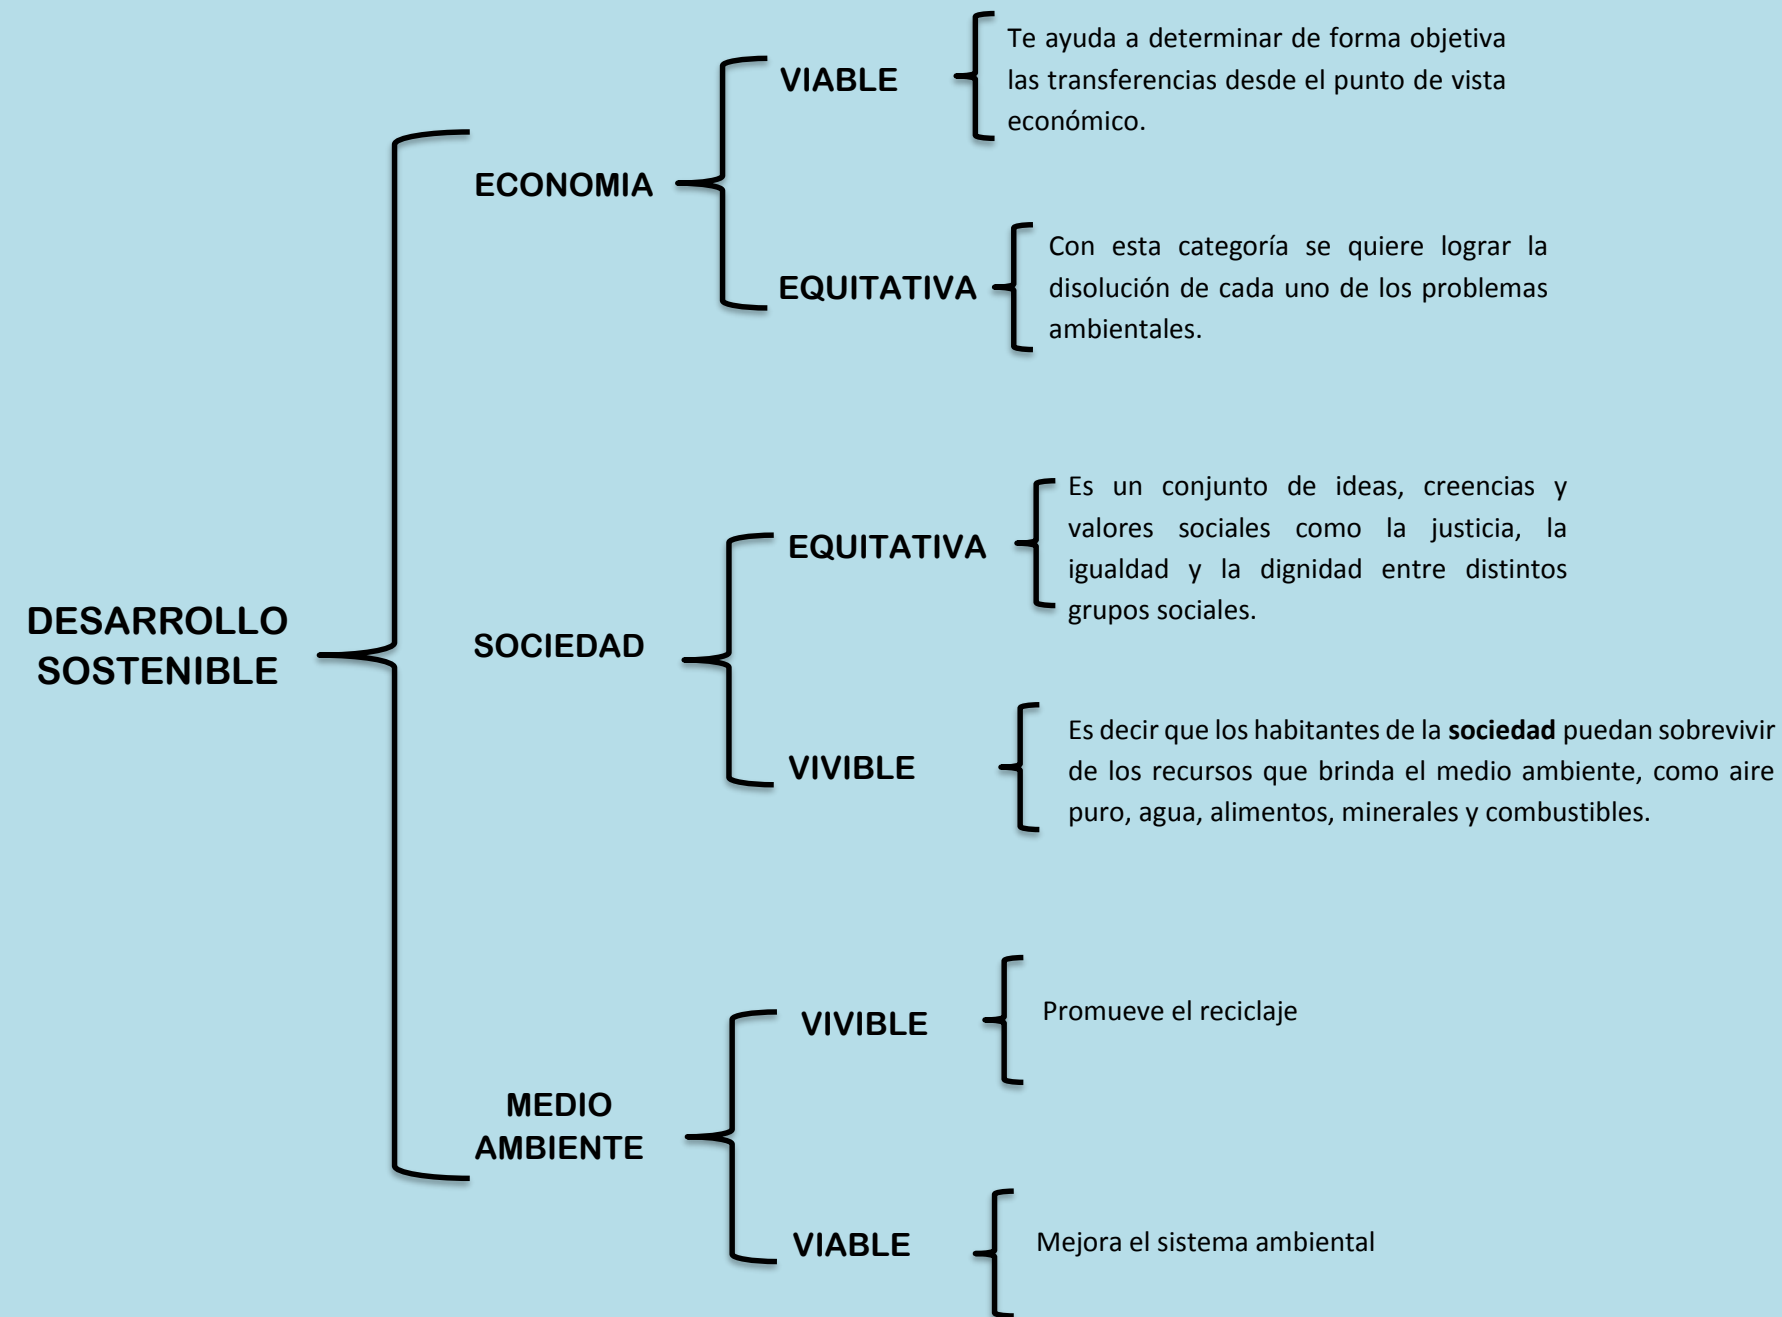 DESARROLLO
SOSTENIBLE
ECONOMIA
VIABLE
Te ayuda a determinar de forma objetiva
las transferencias desde el punto de vista
económico.
EQUITATIVA
Con esta categoría se quiere lograr la
disolución de cada uno de los problemas
ambientales.
SOCIEDAD
EQUITATIVA
Es un conjunto de ideas, creencias y
valores sociales como la justicia, la
igualdad y la dignidad entre distintos
grupos sociales.
VIVIBLE
Es decir que los habitantes de la sociedad puedan sobrevivir
de los recursos que brinda el medio ambiente, como aire
puro, agua, alimentos, minerales y combustibles.
MEDIO
AMBIENTE
VIVIBLE
Promueve el reciclaje
VIABLE
Mejora el sistema ambiental